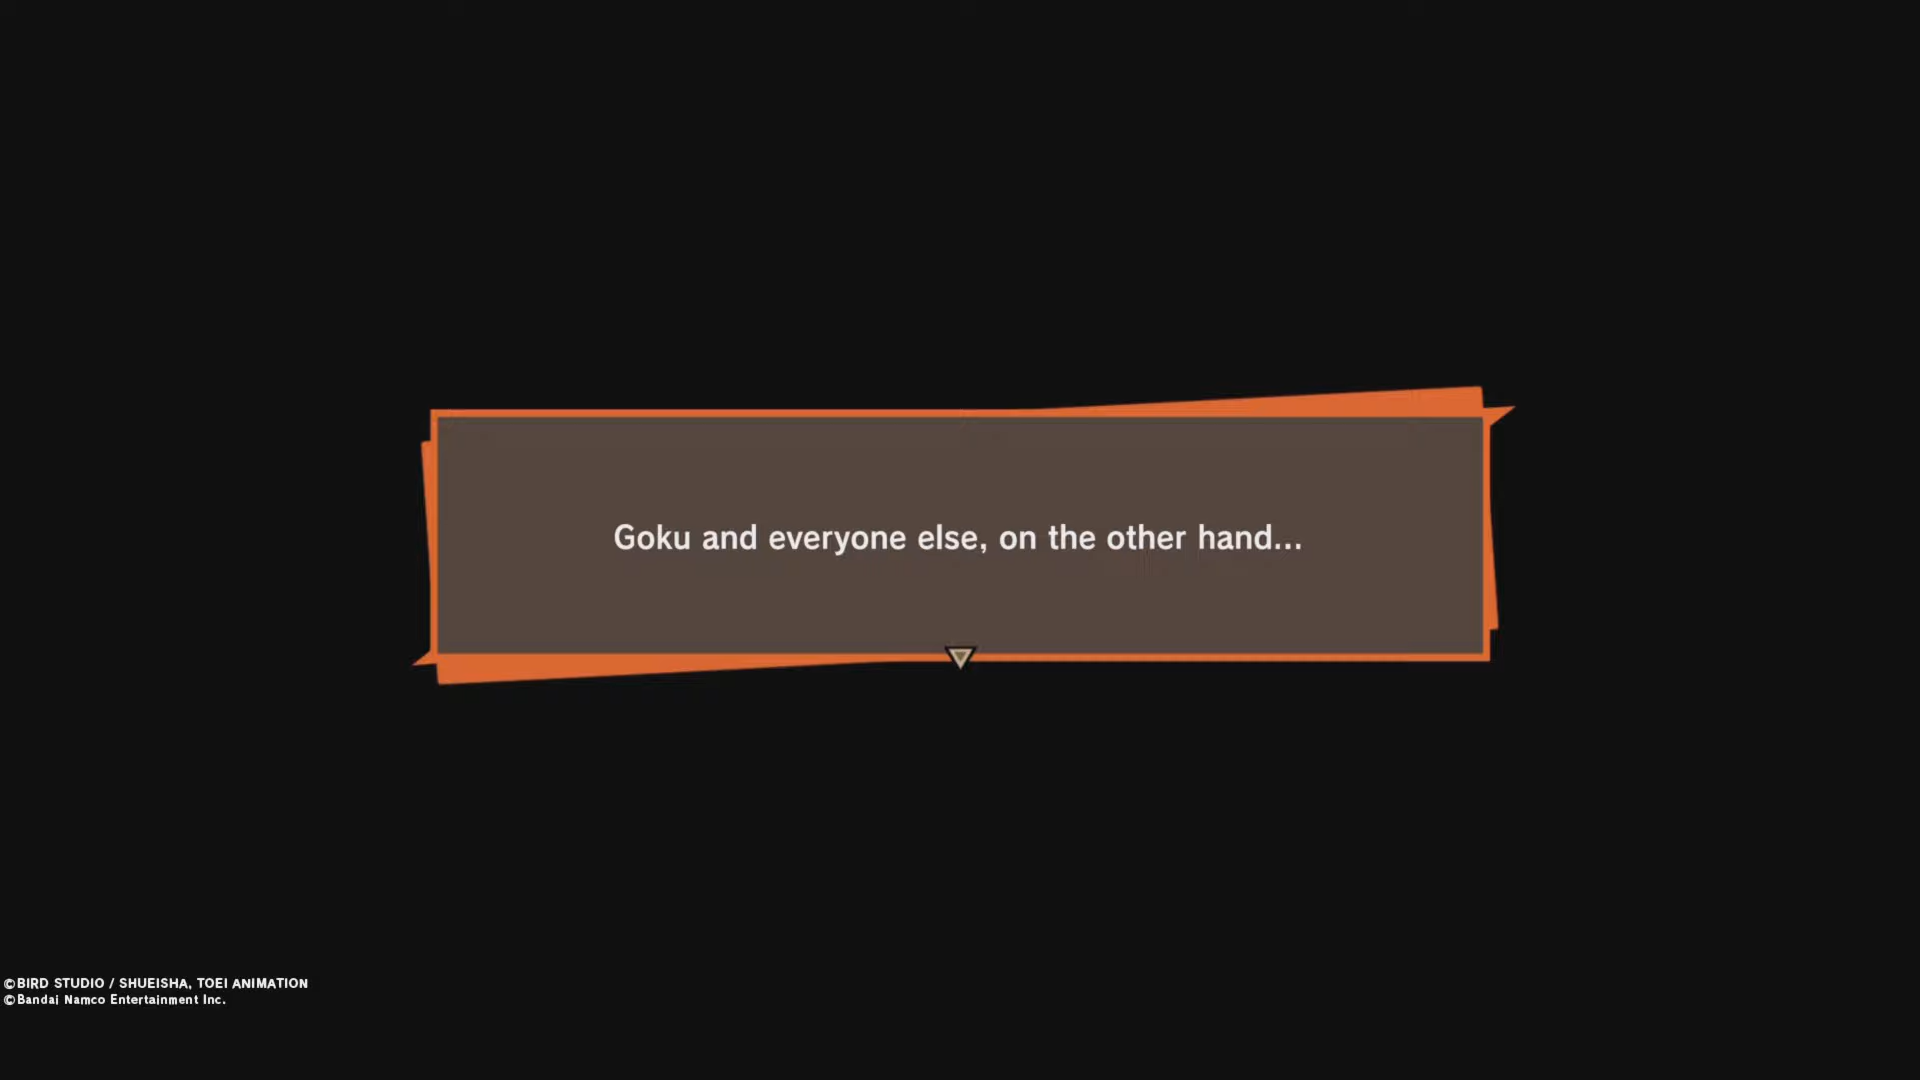 Goku and everyone else, on the other hand...
©BIRD STUDIO / SHUEISHA, TOEI ANIMATION
©Bandai Namco Entertainment Inc.